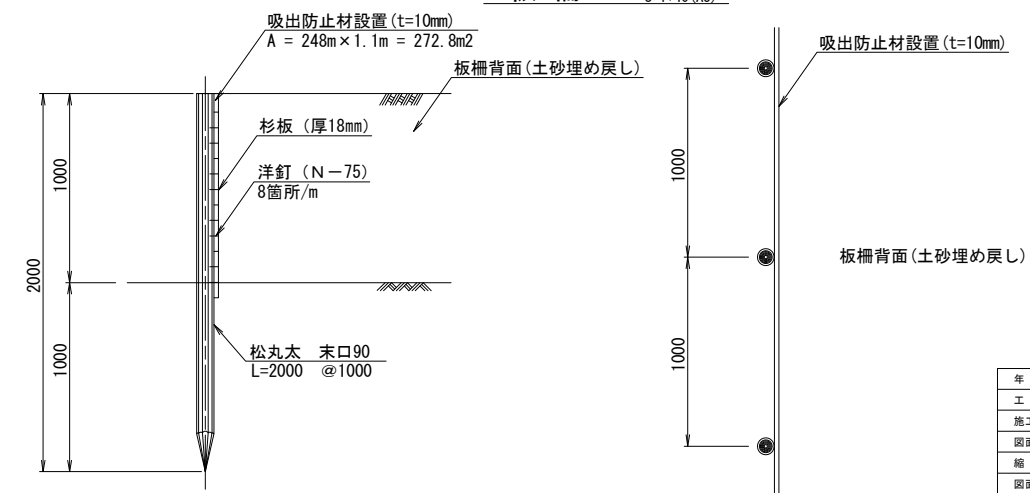 吸出防止材設置(t=10mm)
A = 248m×1.1m = 272.8m2
板柵背面(土砂埋め戻し)
杉板 (厚18mm)
洋釘 (N-75)
8箇所/m
1000
2000
1000
松丸太 末口90
L=2000 @1000
吸出防止材設置(t=10mm)
1000
板柵背面(土砂埋め戻し)
1000
年
工
施工
図面
縮
図面